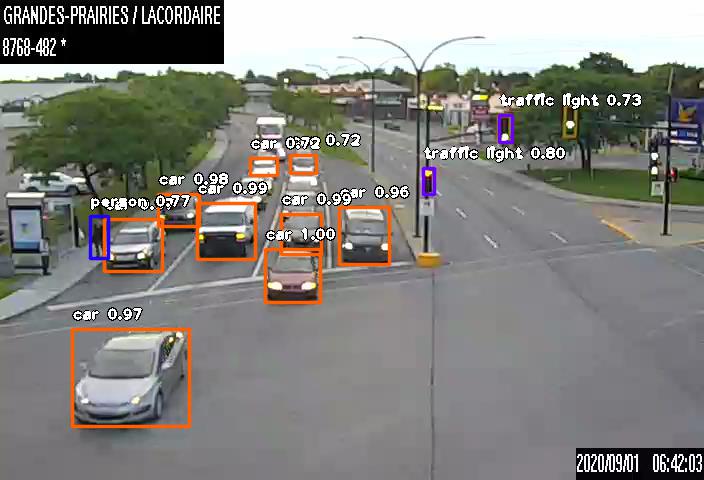 GRANDES-PRAIRIES / LACORDAIRE
8768-482 *
traffic light 0.73
car 0.72
0.72
traffic light 0.80
car 0.98
car 0.99
person 0.77
car 0.99
car 0.96
car 1.00
car 0.97
2020/09/01 06:42:03